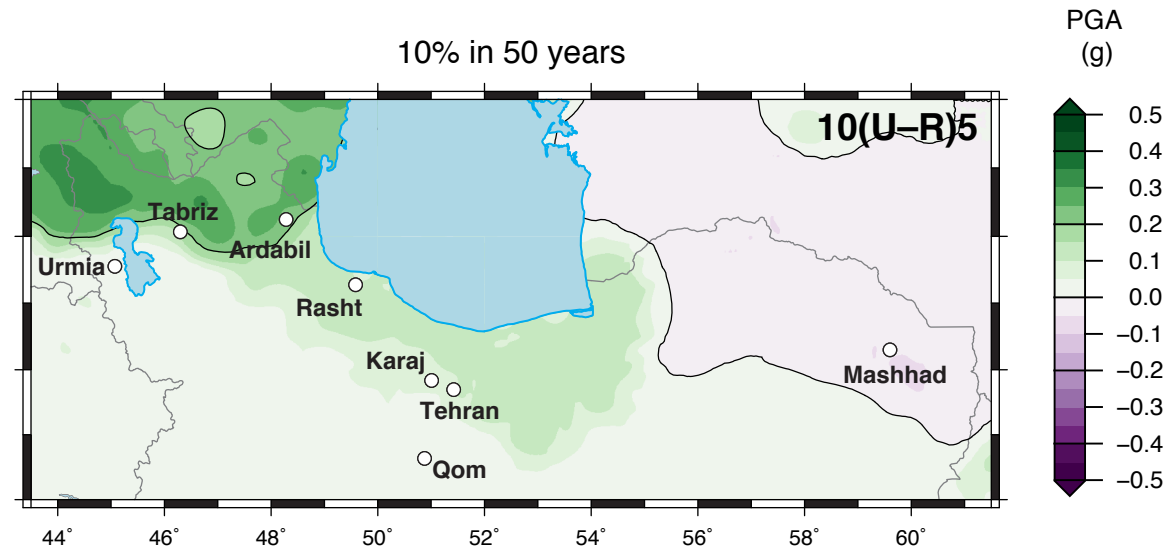 10% in 50 years
PGA
(g)
10(U–R)5
Tabriz
Ardabil
Urmia
Rasht
Karaj
Tehran
Mashhad
Qom
44˚ 46˚ 48˚ 50˚ 52˚ 54˚ 56˚ 58˚ 60˚
0.5
0.4
0.3
0.2
0.1
0.0
−0.1
−0.2
−0.3
−0.4
−0.5